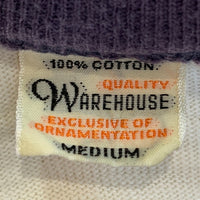 100% COTTON.
QUALITY
WAREHOUSE
EXCLUSIVE OF
ORNAMENTATION
MEDIUM